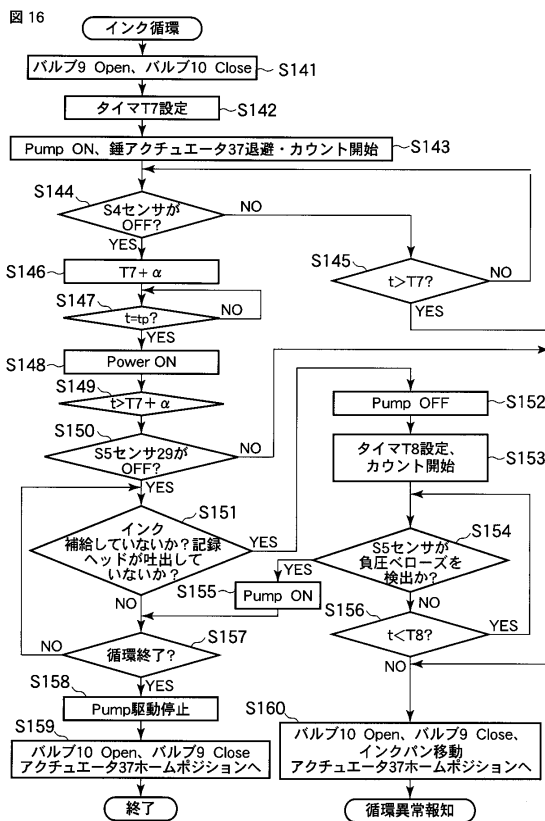 図 16
インク循環
バルブ9 Open、バルブ10 Close
S141
タイマT7設定
S142
Pump ON、錘アクチュエータ37退避・カウント開始
S143
S144
S4センサが
OFF?
NO
YES
S145
t>T7?
NO
YES
S146
T7+α
S147
t=tp?
NO
YES
S148
Power ON
S149
t>T7+α
S150
S5センサ29が
OFF?
NO
YES
S151
インク
補給していないか?記録
ヘッドが吐出して
いないか?
YES
NO
S152
Pump OFF
S153
タイマT8設定、
カウント開始
S154
S5センサが
負圧ベローズを
検出か?
YES
NO
S155
Pump ON
S156
t<T8?
YES
NO
S157
循環終了?
NO
YES
S158
Pump駆動停止
S159
バルブ10 Open、バルブ9 Close
アクチュエータ37ホームポジションへ
終了
S160
バルブ10 Open、バルブ9 Close、
インクパン移動
アクチュエータ37ホームポジションへ
循環異常報知